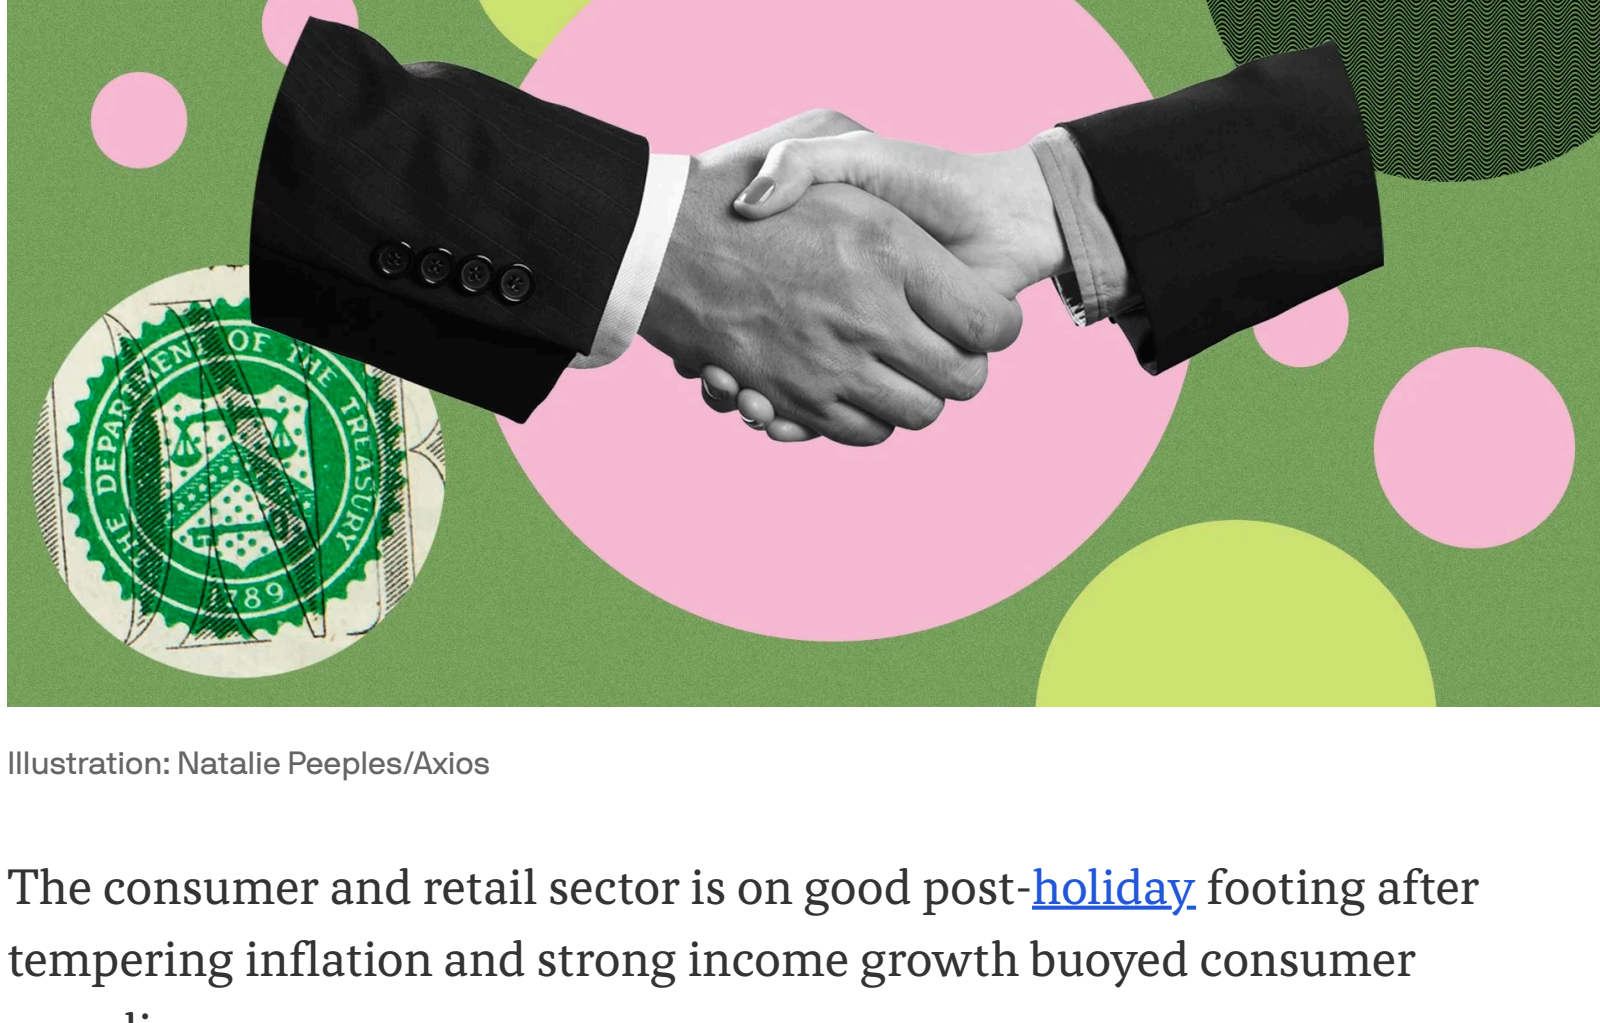 THE DEPARTMENT OF THE TREASURY
1789
Illustration: Natalie Peeples/Axios
The consumer and retail sector is on good post-holiday footing after
tempering inflation and strong income growth buoyed consumer